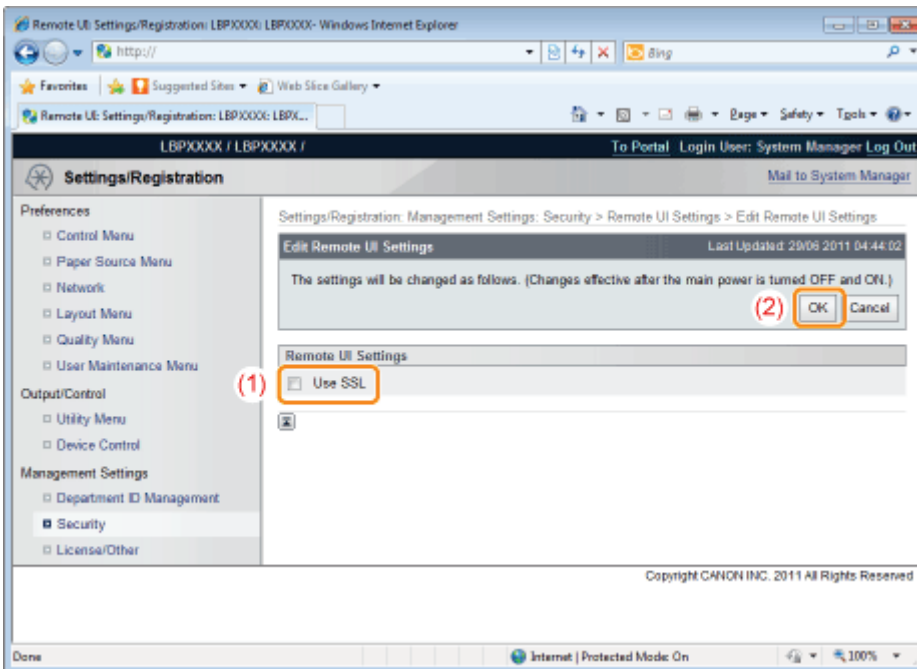 Remote UI: Settings/Registration: LBPXXXX: LBPXXXX- Windows Internet Explorer
http://
Bing
Favorites Suggested Sites Web Slice Gallery
Remote UI: Settings/Registration: LBPXXXX: LBPX...
Page Safety Tools
LBPXXXX / LBPXXXX /
To Portal Login User: System Manager Log Out
Settings/Registration
Mail to System Manager
Preferences
Control Menu
Paper Source Menu
Network
Layout Menu
Quality Menu
User Maintenance Menu
Output/Control
Utility Menu
Device Control
Management Settings
Department ID Management
Security
License/Other
Settings/Registration: Management Settings: Security > Remote UI Settings > Edit Remote UI Settings
Edit Remote UI Settings Last Updated: 29/06 2011 04:44:02
The settings will be changed as follows. (Changes effective after the main power is turned OFF and ON.)
(2) OK Cancel
Remote UI Settings
(1) Use SSL
Copyright CANON INC. 2011 All Rights Reserved
Done Internet | Protected Mode: On 100%